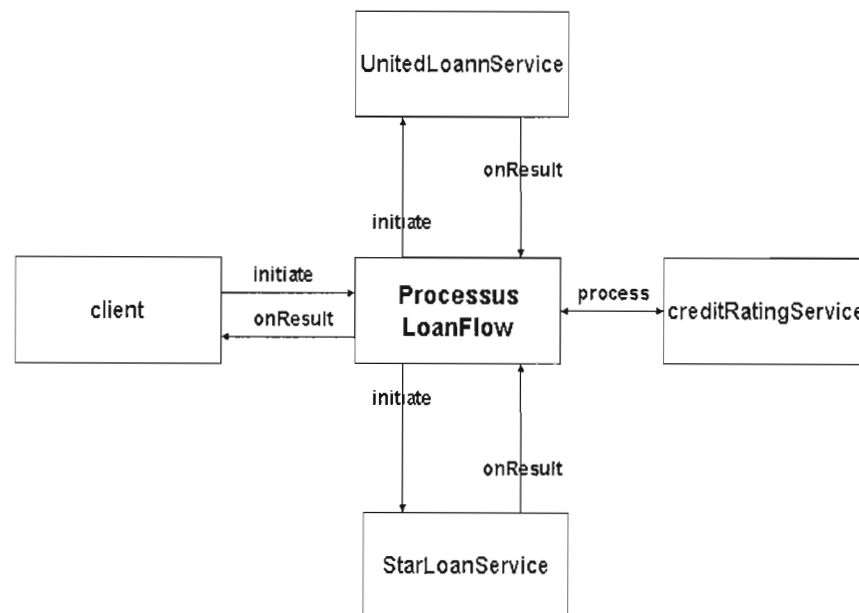 UnitedLoannService
onResult
initiate
client
initiate
onResult
Processus
LoanFlow
process
creditRatingService
initiate
onResult
StarLoanService